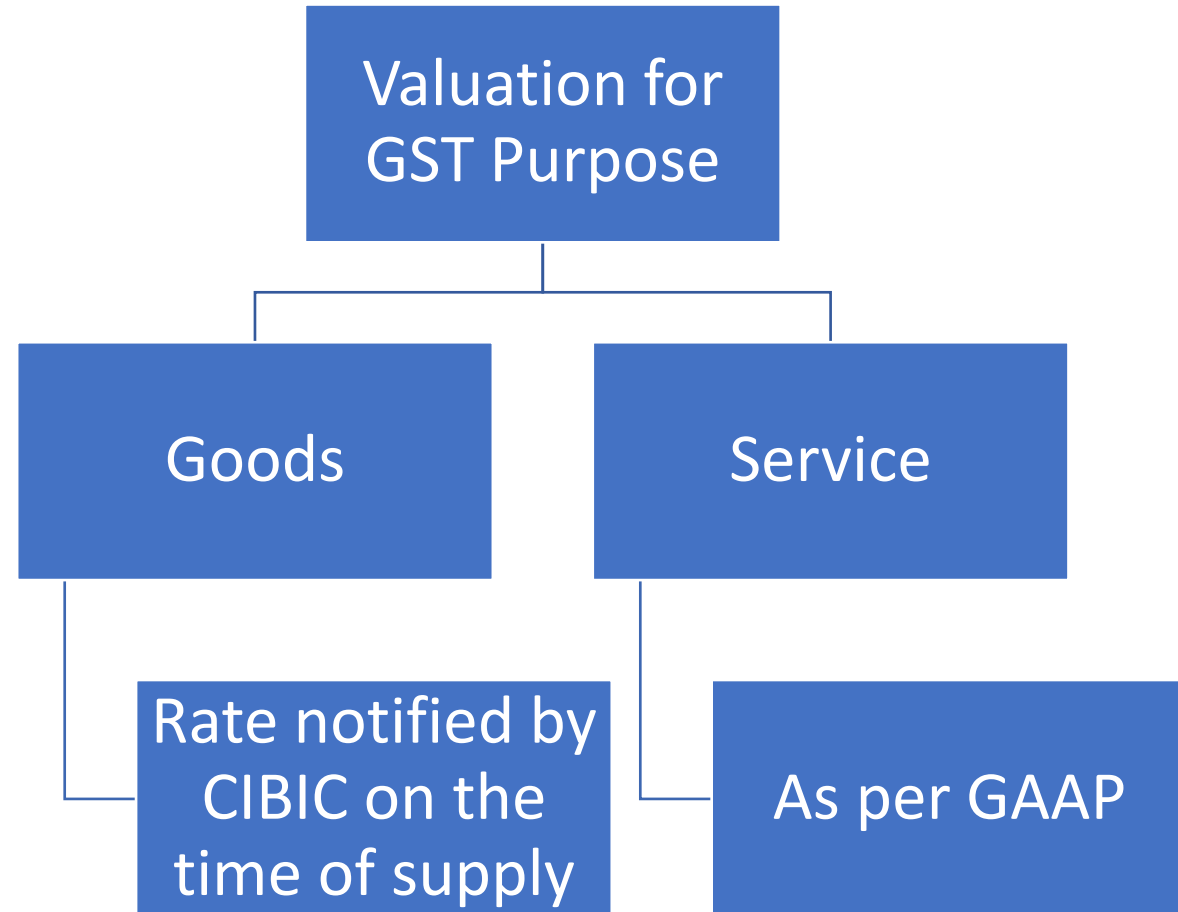 Valuation for
GST Purpose
Goods
Service
Rate notified by
CIBIC on the
time of supply
As per GAAP